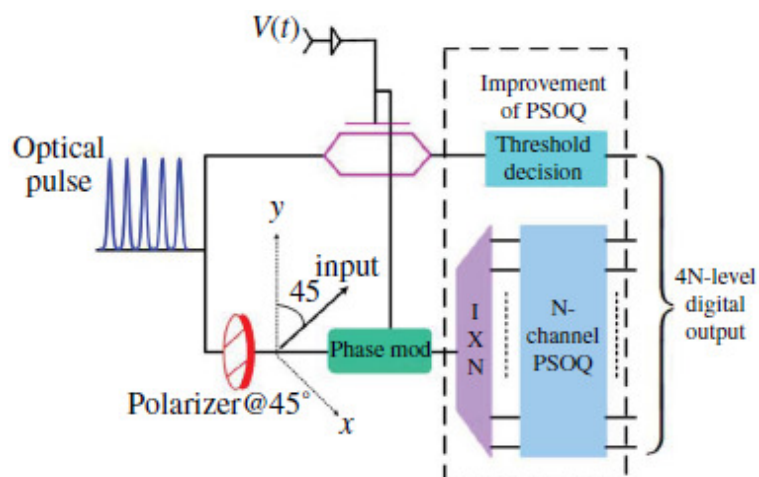 V(t)
Improvement
of PSOQ
Threshold
decision
Optical
pulse
y
input
45
I
X
N
N-
channel
PSOQ
4N-level
digital
output
Phase mod
Polarizer@45°
x